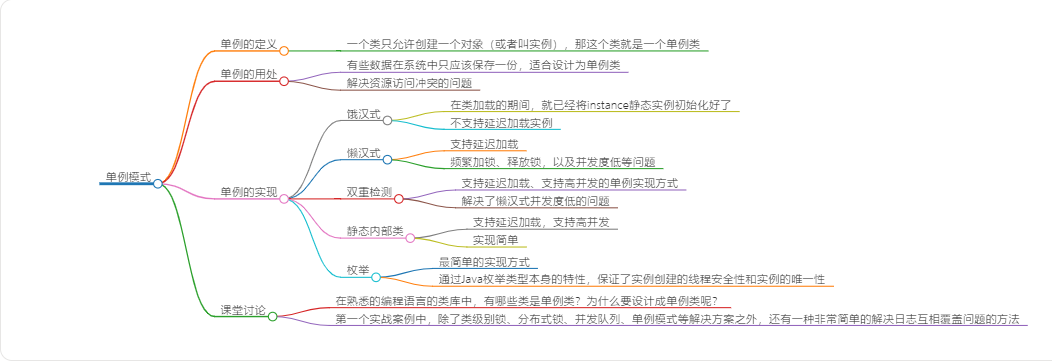 单例模式
单例的定义
一个类只允许创建一个对象（或者叫实例），那这个类就是一个单例类
单例的用处
有些数据在系统中只应该保存一份，适合设计为单例类
解决资源访问冲突的问题
单例的实现
饿汉式
在类加载的期间，就已经将instance静态实例初始化好了
不支持延迟加载实例
懒汉式
支持延迟加载
频繁加锁、释放锁，以及并发度低等问题
双重检测
支持延迟加载、支持高并发的单例实现方式
解决了懒汉式并发度低的问题
静态内部类
支持延迟加载，支持高并发
实现简单
枚举
最简单的实现方式
通过Java枚举类型本身的特性，保证了实例创建的线程安全性和实例的唯一性
课堂讨论
在熟悉的编程语言的类库中，有哪些类是单例类？为什么要设计成单例类呢？
第一个实战案例中，除了类级别锁、分布式锁、并发队列、单例模式等解决方案之外，还有一种非常简单的解决日志互相覆盖问题的方法